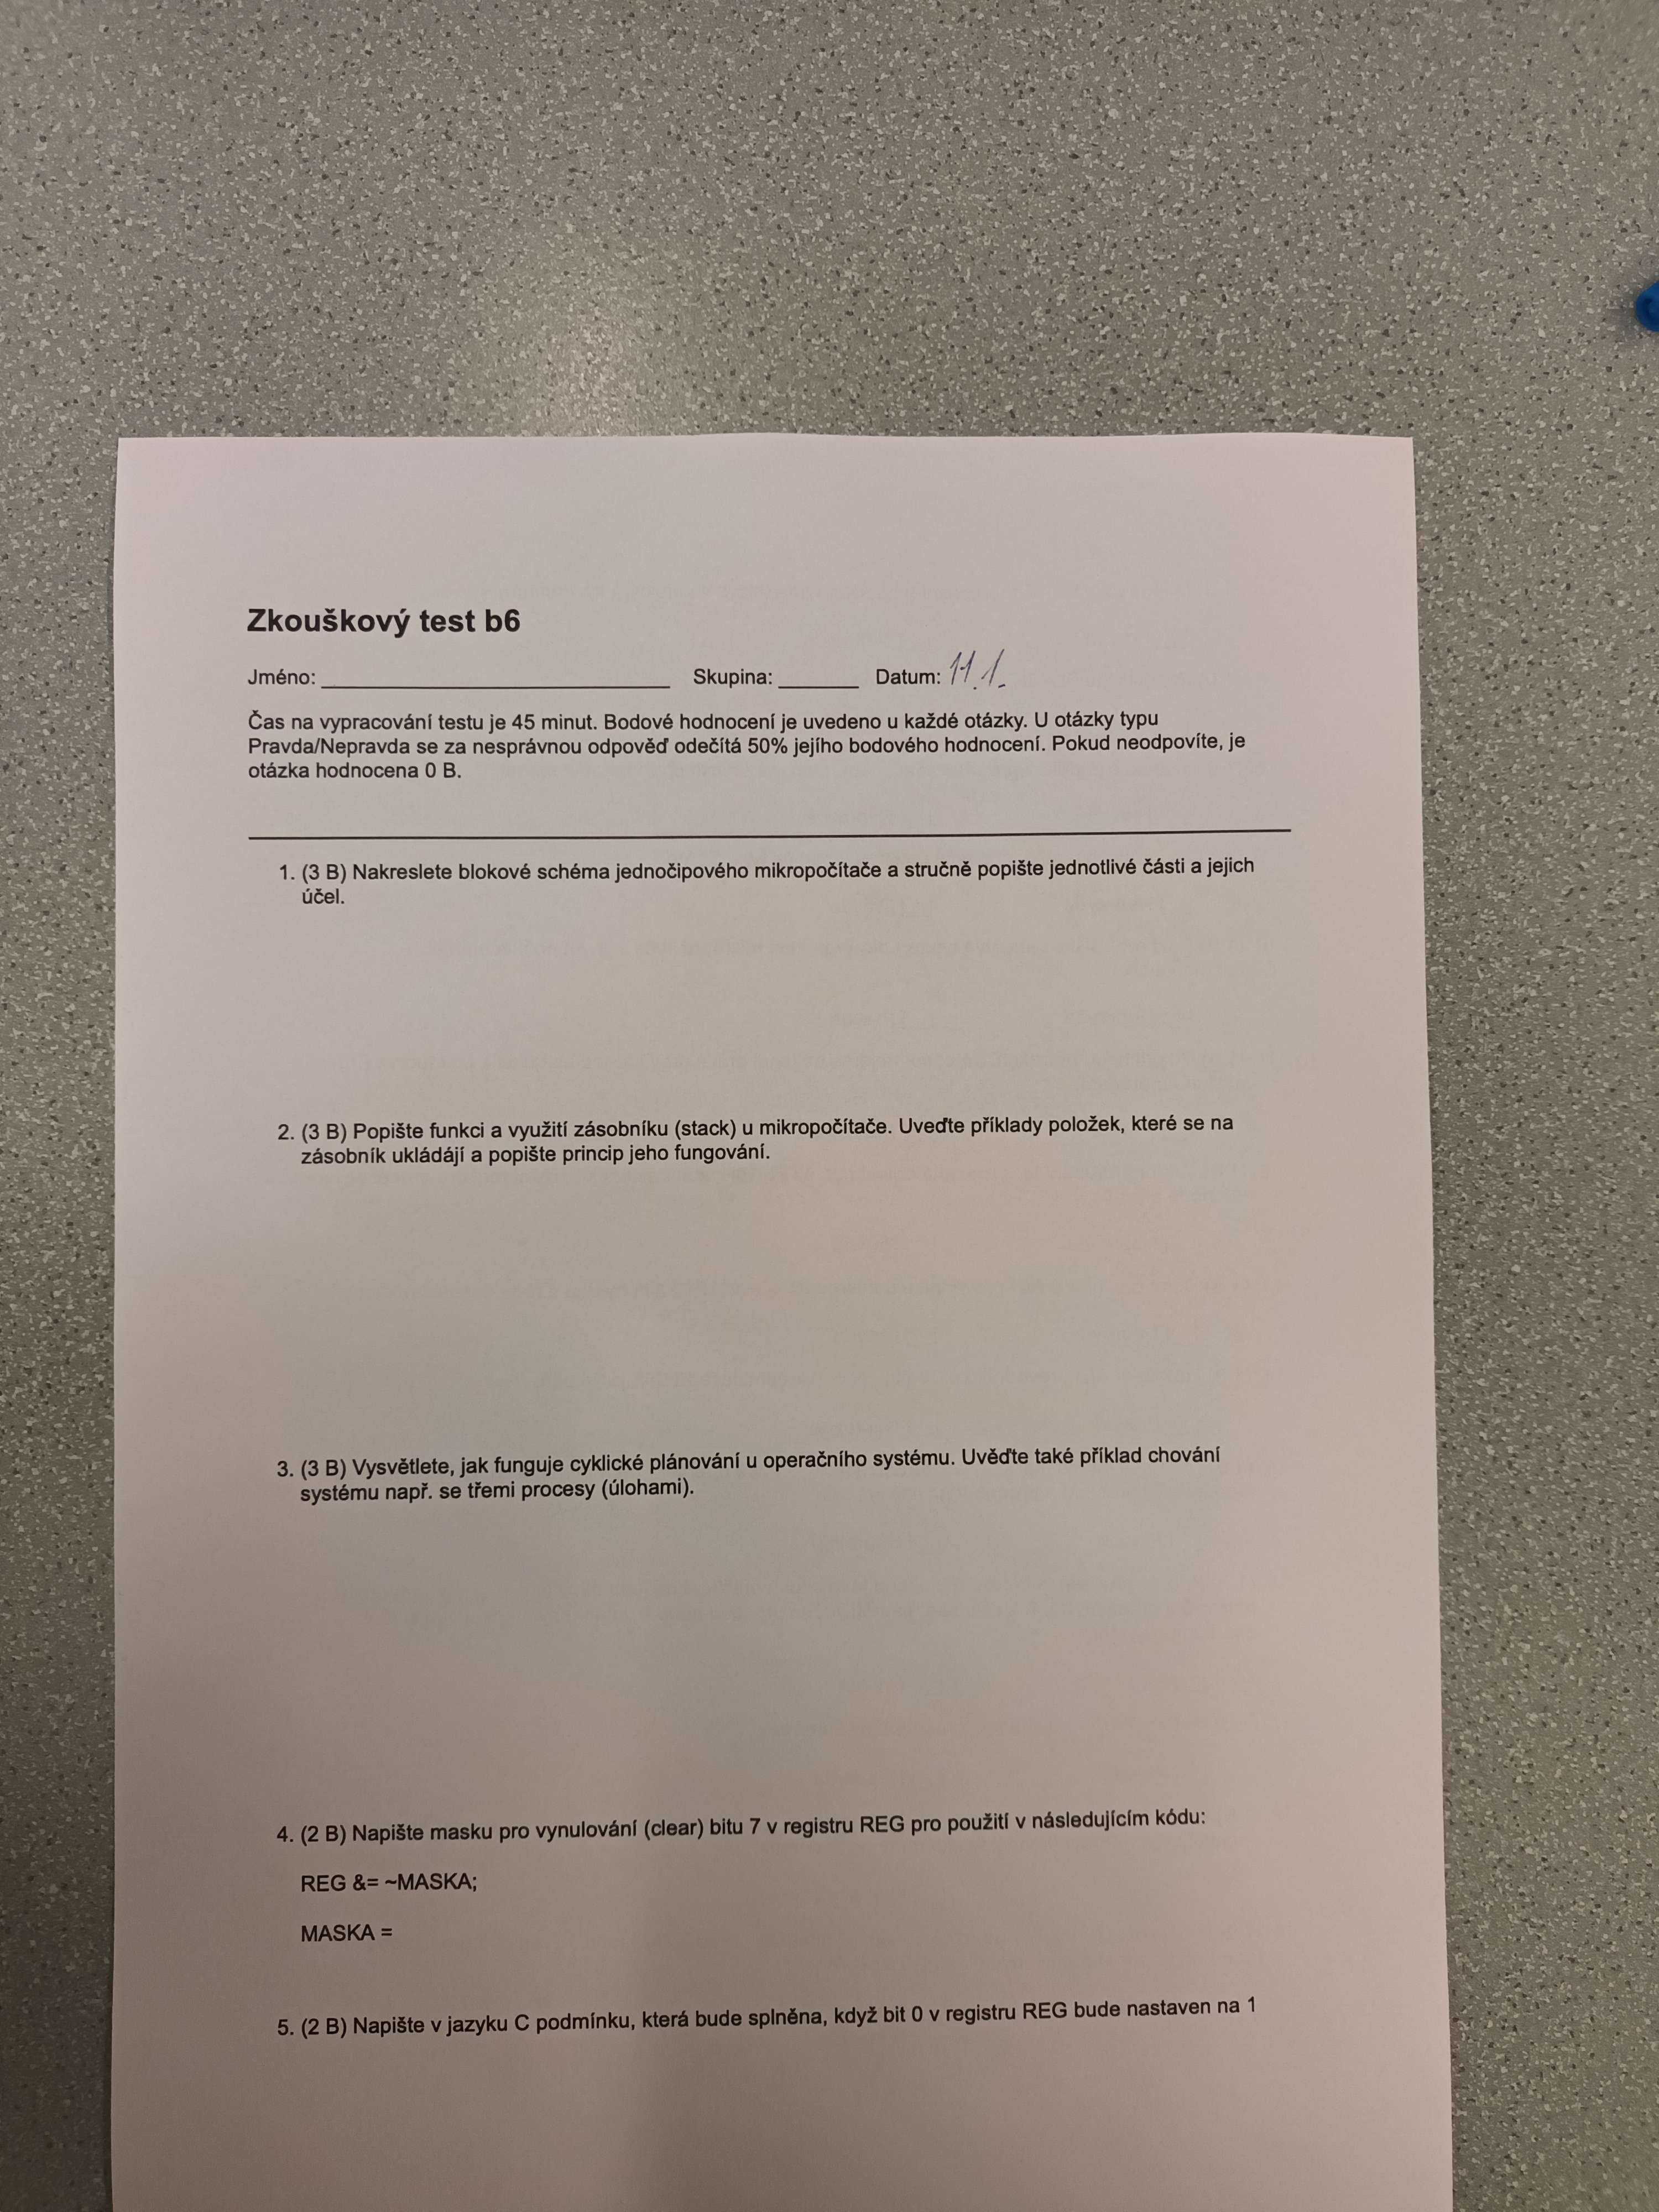 Zkouškový test b6
Jméno: ______________________ Skupina: ______ Datum: 11.1.
Čas na vypracování testu je 45 minut. Bodové hodnocení je uvedeno u každé otázky. U otázky typu
Pravda/Nepravda se za nesprávnou odpověď odečítá 50% jejího bodového hodnocení. Pokud neodpovíte, je
otázka hodnocena 0 B.
1. (3 B) Nakreslete blokové schéma jednočipového mikropočítače a stručně popište jednotlivé části a jejich
účel.
2. (3 B) Popište funkci a využití zásobníku (stack) u mikropočítače. Uveďte příklady položek, které se na
zásobník ukládájí a popište princip jeho fungování.
3. (3 B) Vysvětlete, jak funguje cyklické plánování u operačního systému. Uvěďte také příklad chování
systému např. se třemi procesy (úlohami).
4. (2 B) Napište masku pro vynulování (clear) bitu 7 v registru REG pro použití v následujícím kódu:
REG &= ~MASKA;
MASKA =
5. (2 B) Napište v jazyku C podmínku, která bude splněna, když bit 0 v registru REG bude nastaven na 1